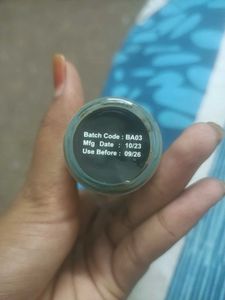 Batch Code : BA03
Mfg Date : 10/23
Use Before : 09/26